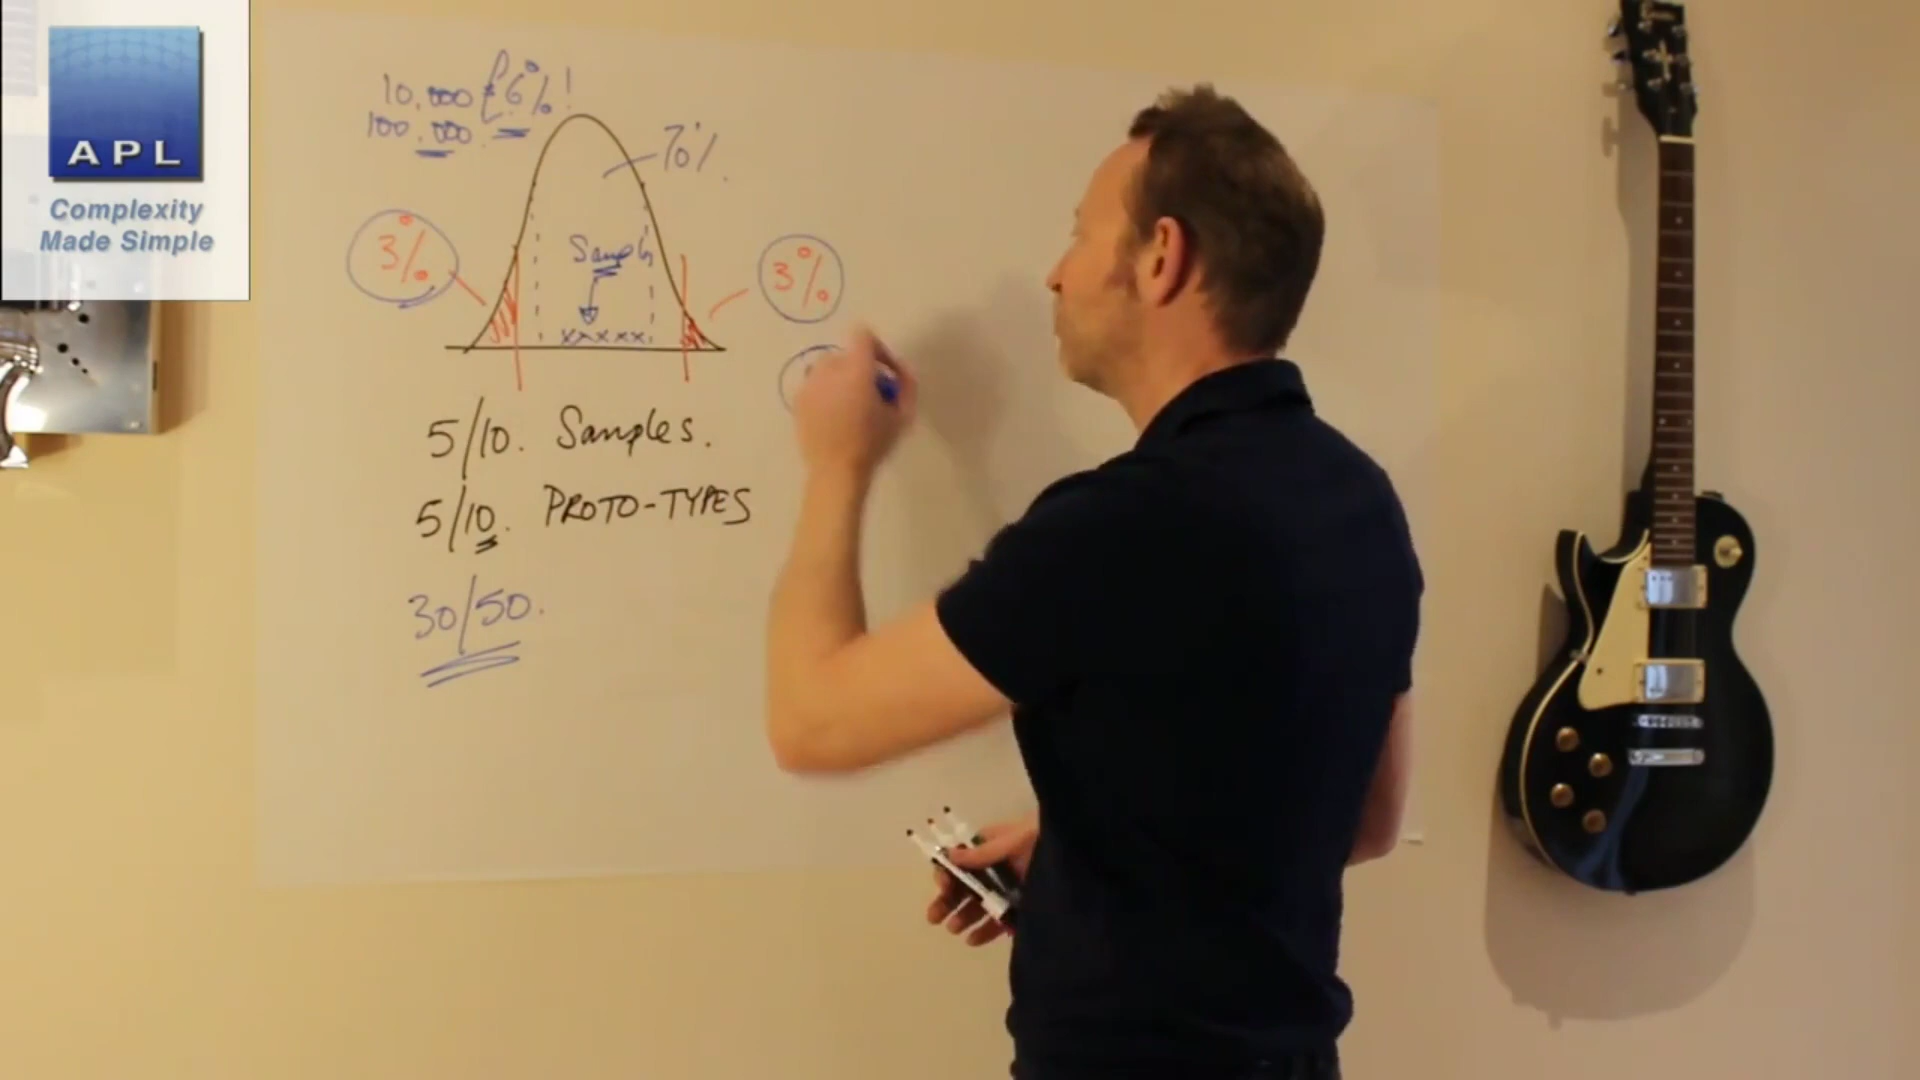 APL
Complexity
Made Simple
10,000 6%!
100,000
70%
3%
Samples
3%
xxxxx
5/10. Samples.
5/10. PROTO-TYPES
30/50.